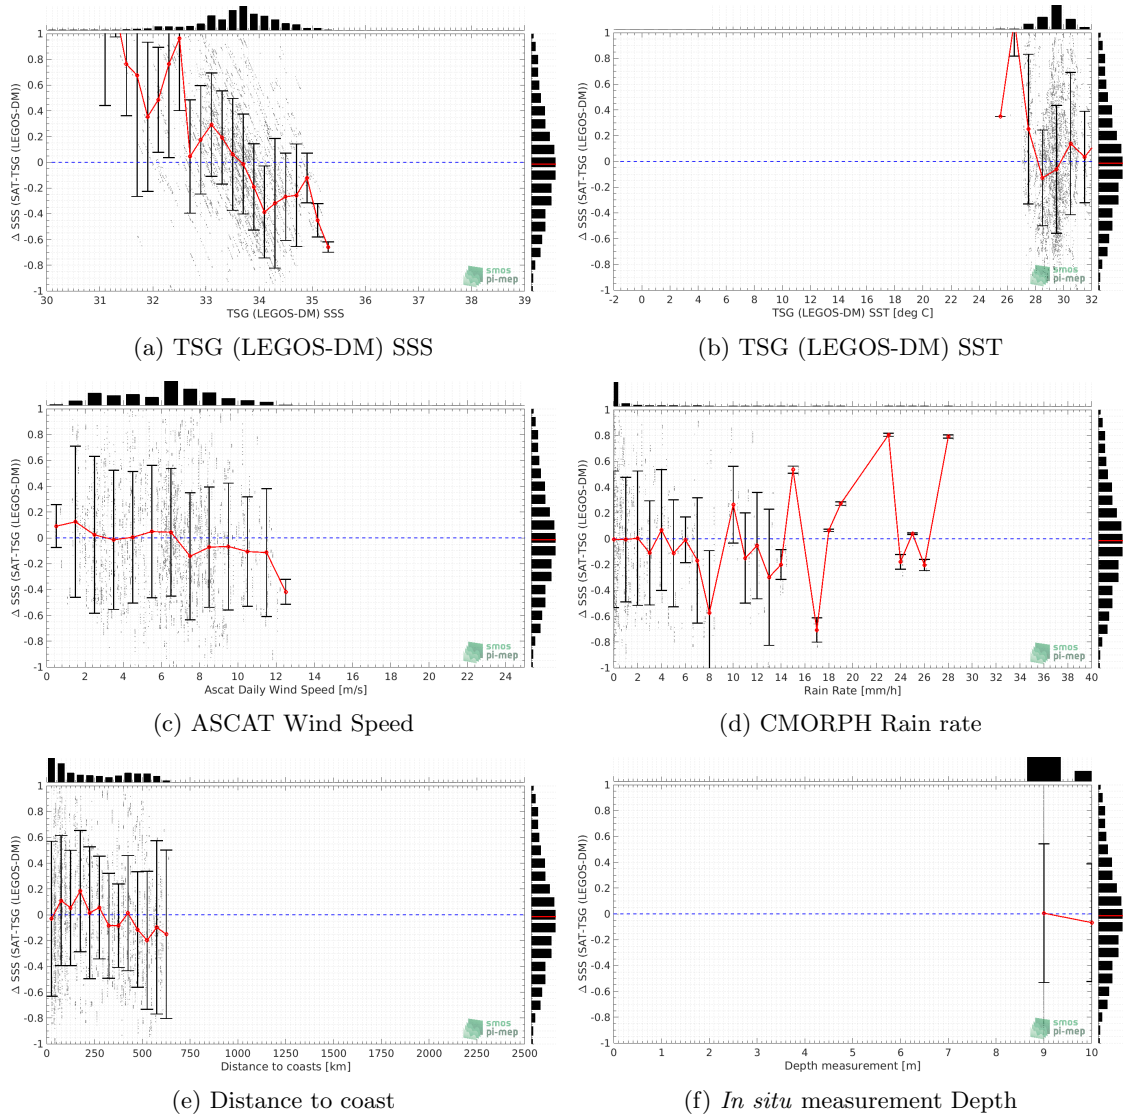 Δ SSS (SAT-TSG (LEGOS-DM))
1
0.8
0.6
0.4
0.2
0
-0.2
-0.4
-0.6
-0.8
-1
30 31 32 33 34 35 36 37 38 39
TSG (LEGOS-DM) SSS
smos
pi-mep
(a) TSG (LEGOS-DM) SSS
Δ SSS (SAT-TSG (LEGOS-DM))
1
0.8
0.6
0.4
0.2
0
-0.2
-0.4
-0.6
-0.8
-1
-2 0 2 4 6 8 10 12 14 16 18 20 22 24 26 28 30 32
TSG (LEGOS-DM) SST [deg C]
smos
pi-mep
(b) TSG (LEGOS-DM) SST
Δ SSS (SAT-TSG (LEGOS-DM))
1
0.8
0.6
0.4
0.2
0
-0.2
-0.4
-0.6
-0.8
-1
0 2 4 6 8 10 12 14 16 18 20 22 24
Ascat Daily Wind Speed [m/s]
smos
pi-mep
(c) ASCAT Wind Speed
Δ SSS (SAT-TSG (LEGOS-DM))
1
0.8
0.6
0.4
0.2
0
-0.2
-0.4
-0.6
-0.8
-1
0 2 4 6 8 10 12 14 16 18 20 22 24 26 28 30 32 34 36 38 40
Rain Rate [mm/h]
smos
pi-mep
(d) CMORPH Rain rate
Δ SSS (SAT-TSG (LEGOS-DM))
1
0.8
0.6
0.4
0.2
0
-0.2
-0.4
-0.6
-0.8
-1
0 250 500 750 1000 1250 1500 1750 2000 2250 2500
Distance to coasts [km]
smos
pi-mep
(e) Distance to coast
Δ SSS (SAT-TSG (LEGOS-DM))
1
0.8
0.6
0.4
0.2
0
-0.2
-0.4
-0.6
-0.8
-1
0 1 2 3 4 5 6 7 8 9 10
Depth measurement [m]
smos
pi-mep
(f) In situ measurement Depth